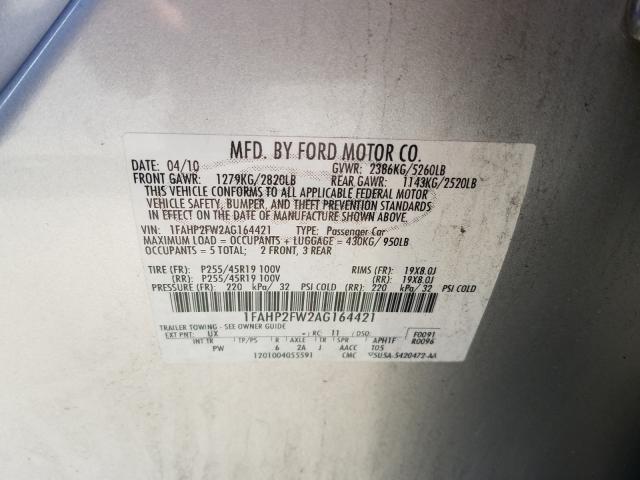 MFD. BY FORD MOTOR CO.
DATE: 04/10 GVWR: 2386KG/5260LB
FRONT GAWR: 1279KG/2820LB REAR GAWR: 1143KG/2520LB
THIS VEHICLE CONFORMS TO ALL APPLICABLE FEDERAL MOTOR
VEHICLE SAFETY, BUMPER, AND THEFT PREVENTION STANDARDS
IN EFFECT ON THE DATE OF MANUFACTURE SHOWN ABOVE.
VIN: 1FAHP2FW2AG164421 TYPE: Passenger Car
MAXIMUM LOAD = OCCUPANTS + LUGGAGE = 430KG/950LB
OCCUPANTS = 5 TOTAL: 2 FRONT, 3 REAR
TIRE (FR): P255/45R19 100V RIMS (FR): 19X8.0J
(RR): P255/45R19 100V (RR): 19X8.0J
PRESSURE (FR): 220 kPa/ 32 PSI COLD (RR): 220 kPa/ 32 PSI COLD
1FAHP2FW2AG164421
TRAILER TOWING - SEE OWNER GUIDE
EXT PNT: UX RC: 11 DSO: F0091
INT TR TP/PS R AXLE TR SPR APH1F R0096
PW 6 2A J AACC T05
1201004055591 CMC 5U5A-5420472-AA